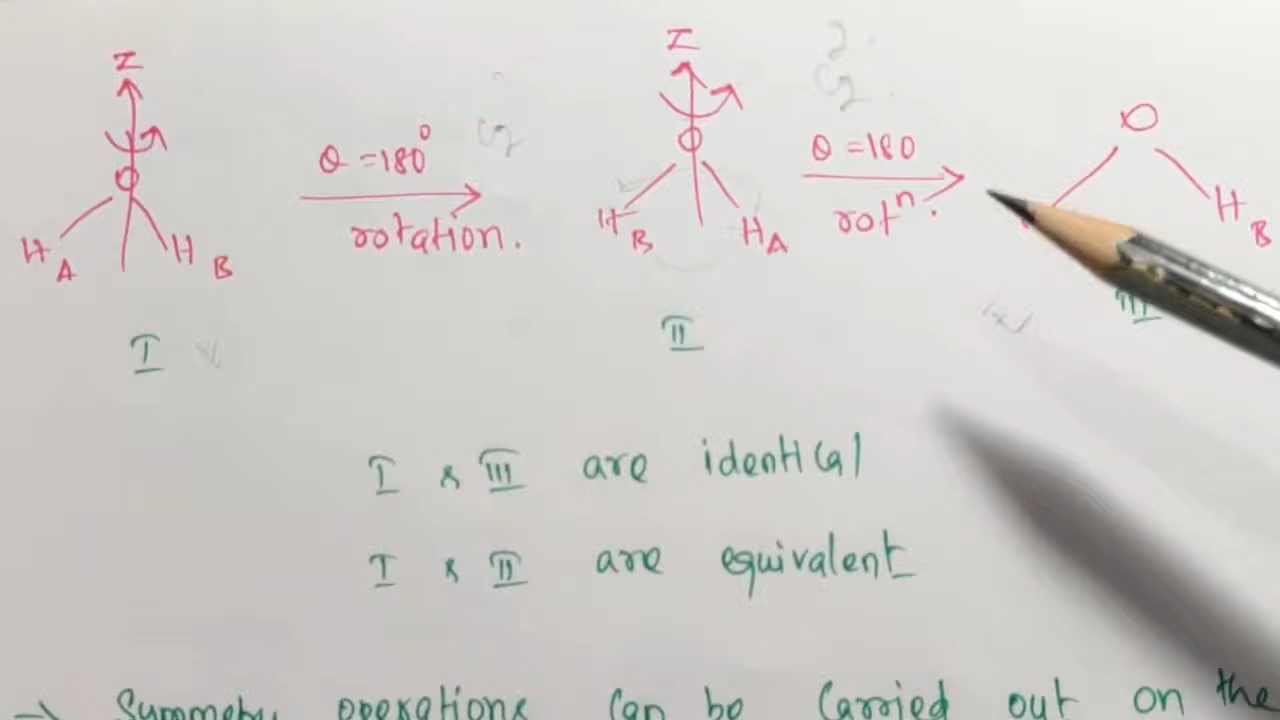 Z Z
O O O
θ = 180° θ = 180
rotation. rotⁿ.
H A H B H B H A H B
I II III
I & III are identical
I & II are equivalent
→ Symmetry operations can be carried out on the